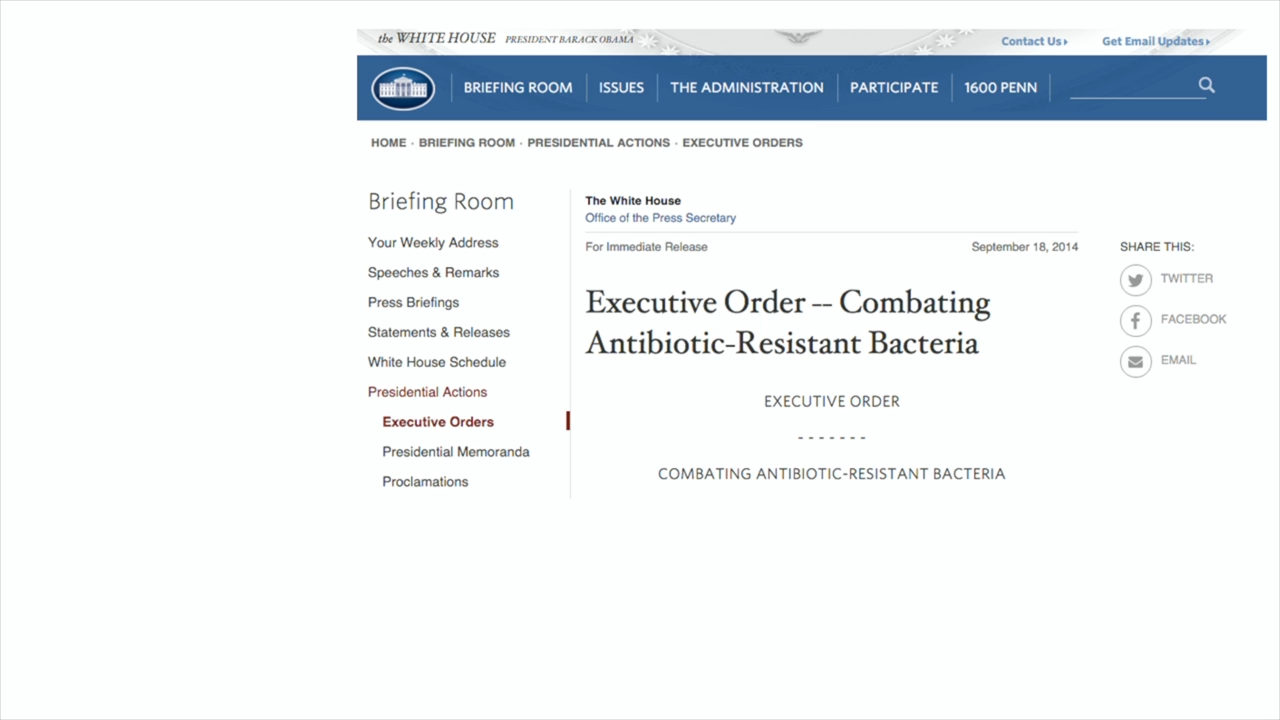 the WHITE HOUSE PRESIDENT BARACK OBAMA
Contact Us
Get Email Updates
BRIEFING ROOM ISSUES THE ADMINISTRATION PARTICIPATE 1600 PENN
HOME · BRIEFING ROOM · PRESIDENTIAL ACTIONS · EXECUTIVE ORDERS
Briefing Room
Your Weekly Address
Speeches & Remarks
Press Briefings
Statements & Releases
White House Schedule
Presidential Actions
Executive Orders
Presidential Memoranda
Proclamations
The White House
Office of the Press Secretary
For Immediate Release September 18, 2014
Executive Order -- Combating
Antibiotic-Resistant Bacteria
EXECUTIVE ORDER
- - - - - - -
COMBATING ANTIBIOTIC-RESISTANT BACTERIA
SHARE THIS:
TWITTER
FACEBOOK
EMAIL